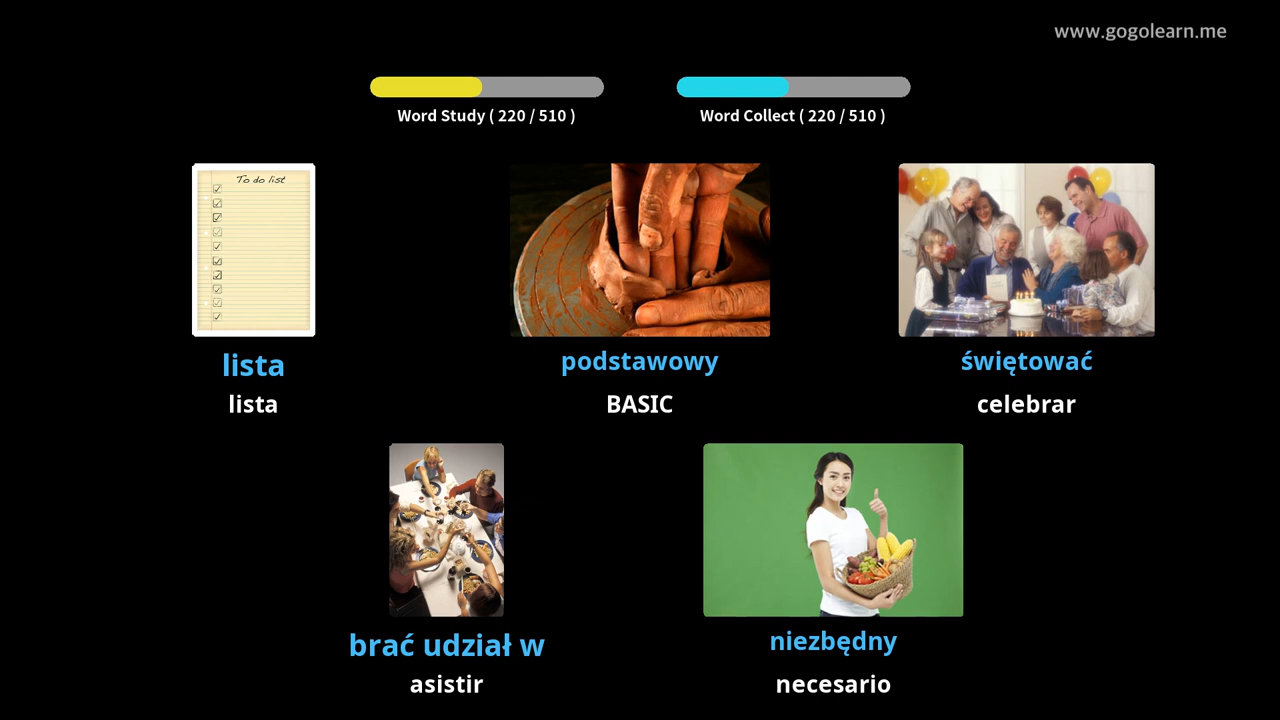 www.gogolearn.me
Word Study ( 220 / 510 )
Word Collect ( 220 / 510 )
To do list
lista
lista
podstawowy
BASIC
świętować
celebrar
brać udział w
asistir
niezbędny
necesario